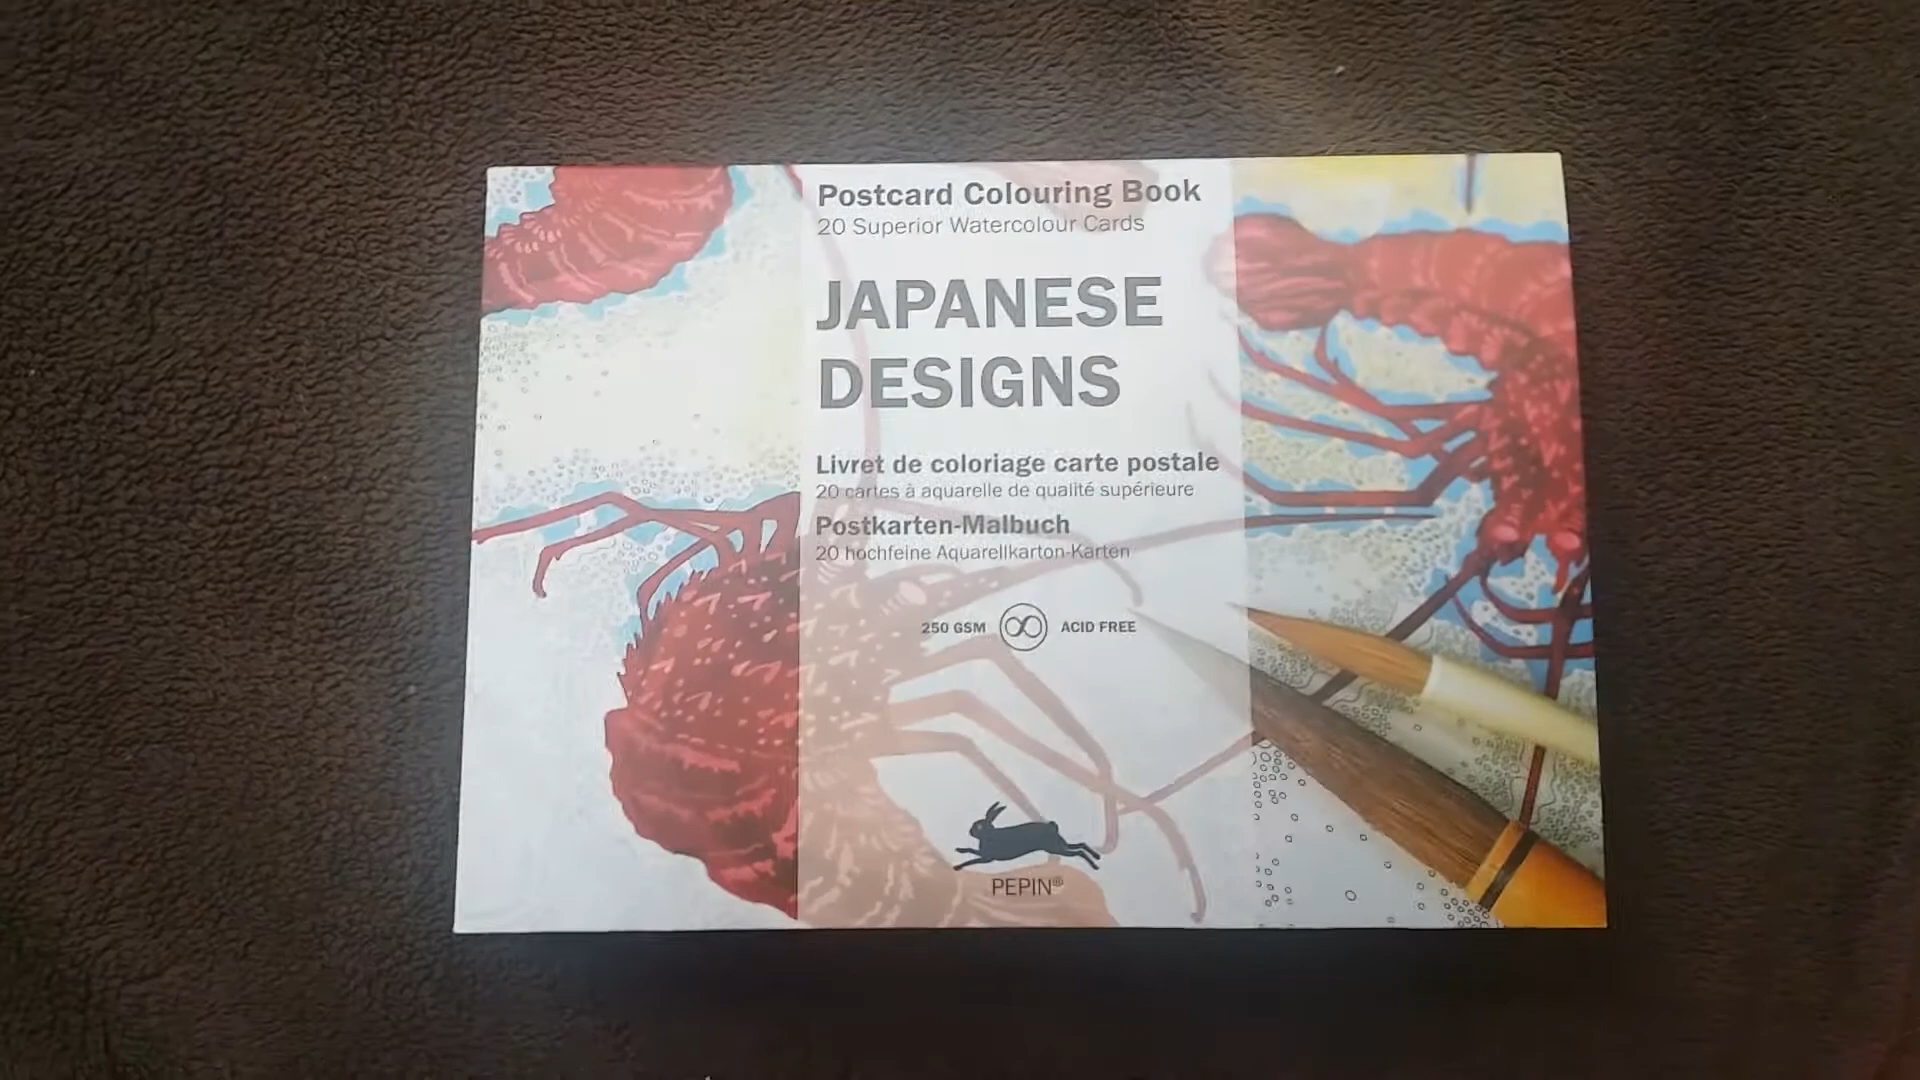 Postcard Colouring Book
20 Superior Watercolour Cards
JAPANESE
DESIGNS
Livret de coloriage carte postale
20 cartes à aquarelle de qualité supérieure
Postkarten-Malbuch
20 hochfeine Aquarellkarton-Karten
250 GSM ACID FREE
PEPIN®